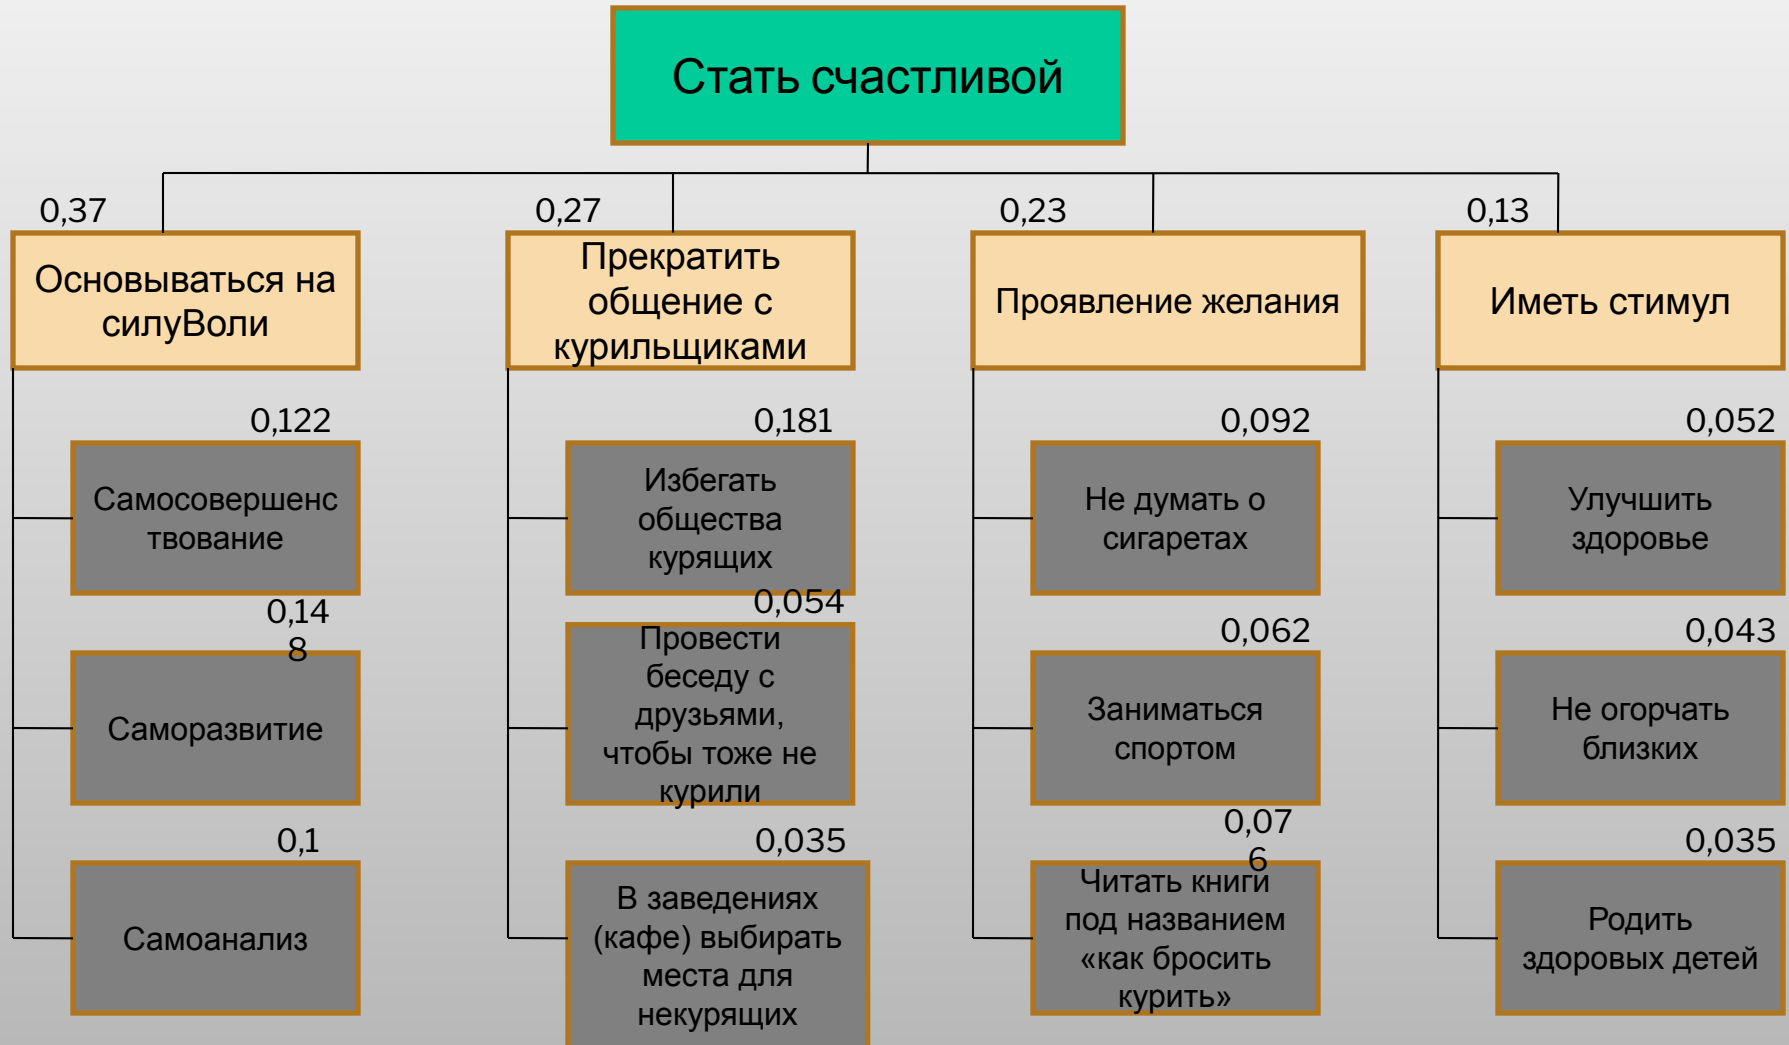 Стать счастливой
0,37
Основываться на
силуВоли
0,122
Самосовершенс
твование
0,14
8
Саморазвитие
0,1
Самоанализ
0,27
Прекратить
общение с
курильщиками
0,181
Избегать
общества
курящих
0,054
Провести
беседу с
друзьями,
чтобы тоже не
курили
0,035
В заведениях
(кафе) выбирать
места для
некурящих
0,23
Проявление желания
0,092
Не думать о
сигаретах
0,062
Заниматься
спортом
0,07
6
Читать книги
под названием
«как бросить
курить»
0,13
Иметь стимул
0,052
Улучшить
здоровье
0,043
Не огорчать
близких
0,035
Родить
здоровых детей